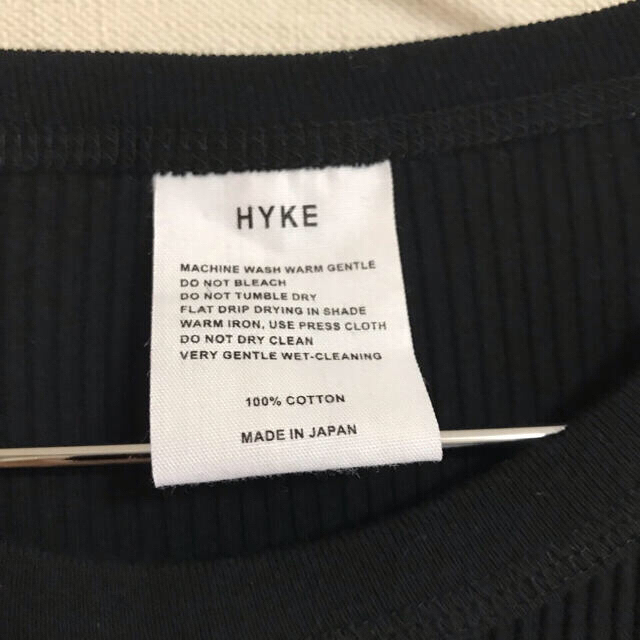 HYKE
MACHINE WASH WARM GENTLE
DO NOT BLEACH
DO NOT TUMBLE DRY
FLAT DRIP DRYING IN SHADE
WARM IRON, USE PRESS CLOTH
DO NOT DRY CLEAN
VERY GENTLE WET-CLEANING
100% COTTON
MADE IN JAPAN